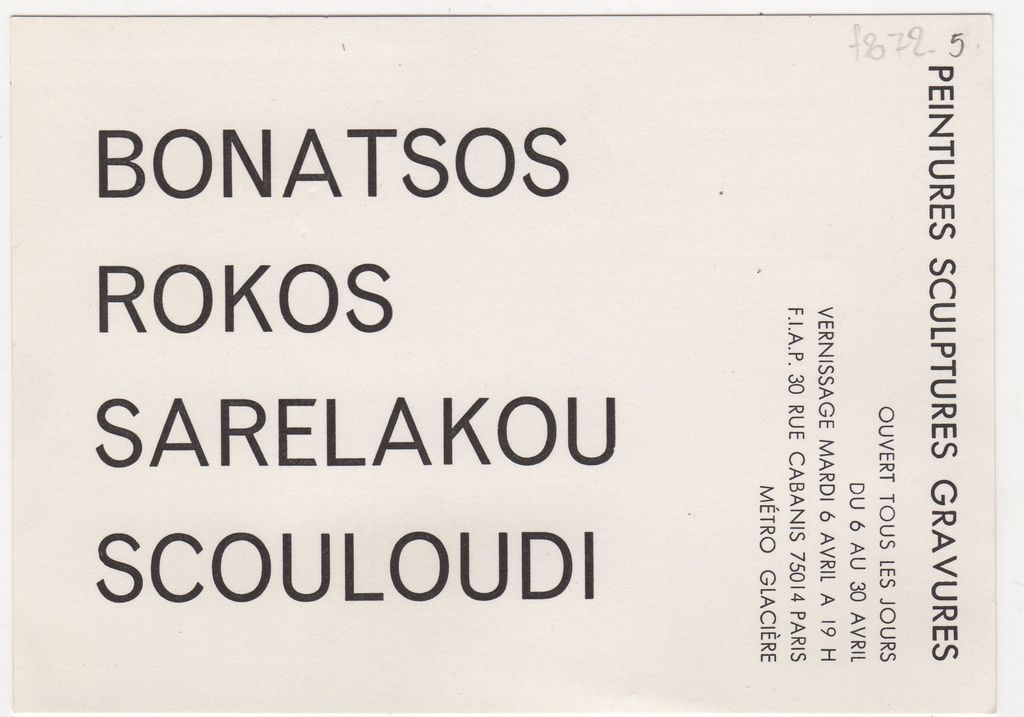 BONATSOS
ROKOS
SARELAKOU
SCOULOUDI
PEINTURES SCULPTURES GRAVURES
OUVERT TOUS LES JOURS
DU 6 AU 30 AVRIL
VERNISSAGE MARDI 6 AVRIL A 19 H
F.I.A.P. 30 RUE CABANIS 75014 PARIS
MÉTRO GLACIÈRE